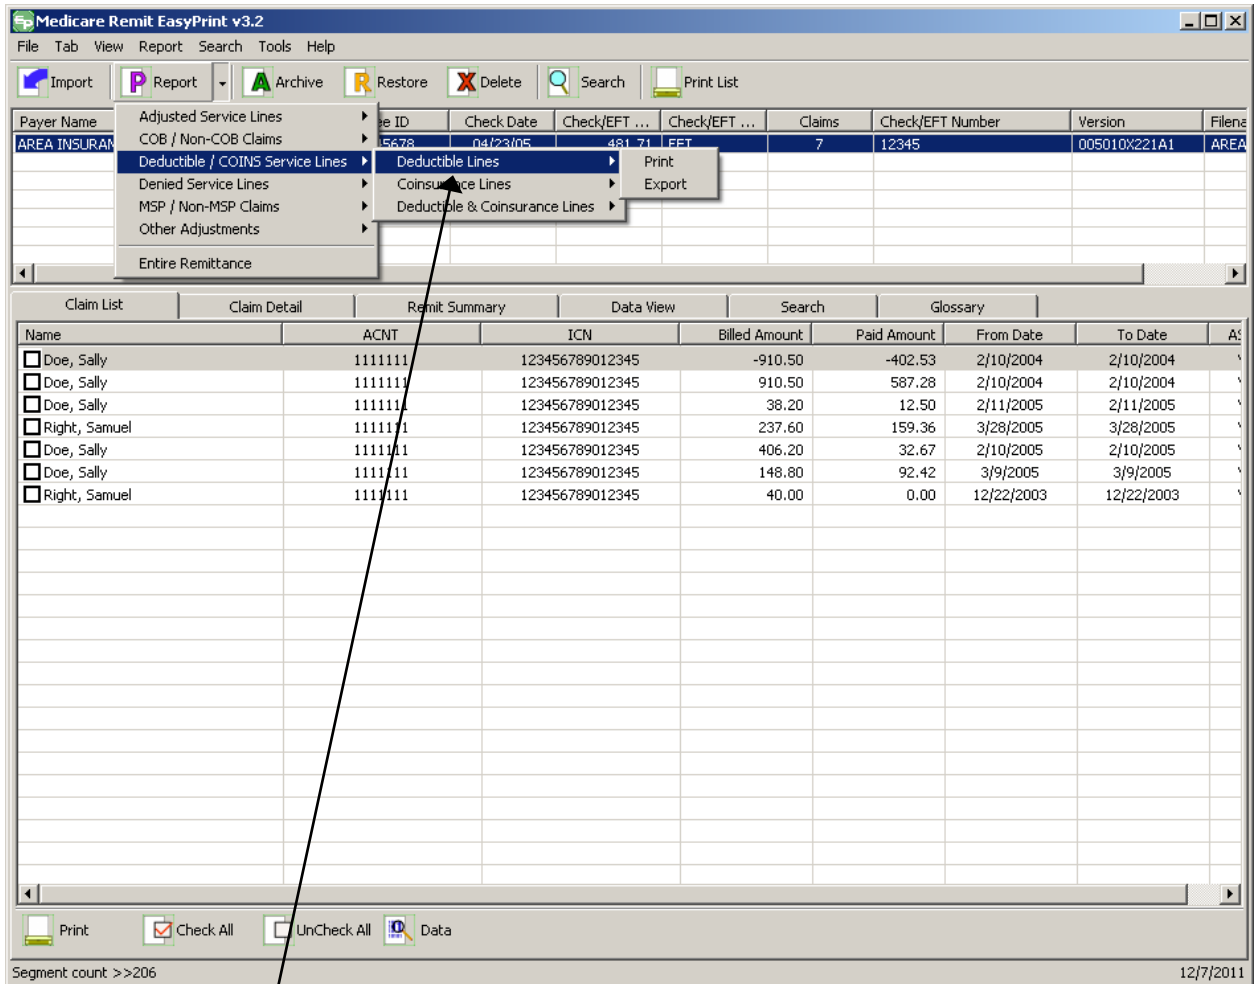 Medicare Remit EasyPrint v3.2
File Tab View Report Search Tools Help
Import P Report A Archive R Restore X Delete Search Print List
Payer Name ee ID Check Date Check/EFT ... Check/EFT ... Claims Check/EFT Number Version Filena
AREA INSURAN 45678 04/23/05 481.71 EFT 7 12345 005010X221A1 AREA
Adjusted Service Lines
COB / Non-COB Claims
Deductible / COINS Service Lines
Denied Service Lines
MSP / Non-MSP Claims
Other Adjustments
Entire Remittance
Deductible Lines
Coinsurance Lines
Deductible & Coinsurance Lines
Print
Export
Claim List Claim Detail Remit Summary Data View Search Glossary
Name ACNT ICN Billed Amount Paid Amount From Date To Date AS
Doe, Sally 1111111 123456789012345 -910.50 -402.53 2/10/2004 2/10/2004
Doe, Sally 1111111 123456789012345 910.50 587.28 2/10/2004 2/10/2004
Doe, Sally 1111111 123456789012345 38.20 12.50 2/11/2005 2/11/2005
Right, Samuel 1111111 123456789012345 237.60 159.36 3/28/2005 3/28/2005
Doe, Sally 1111111 123456789012345 406.20 32.67 2/10/2005 2/10/2005
Doe, Sally 1111111 123456789012345 148.80 92.42 3/9/2005 3/9/2005
Right, Samuel 1111111 123456789012345 40.00 0.00 12/22/2003 12/22/2003
Print Check All UnCheck All Data
Segment count >>206 12/7/2011